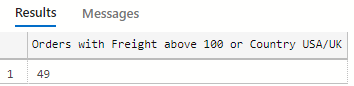 Results Messages
Orders with Freight above 100 or Country USA/UK
1 49